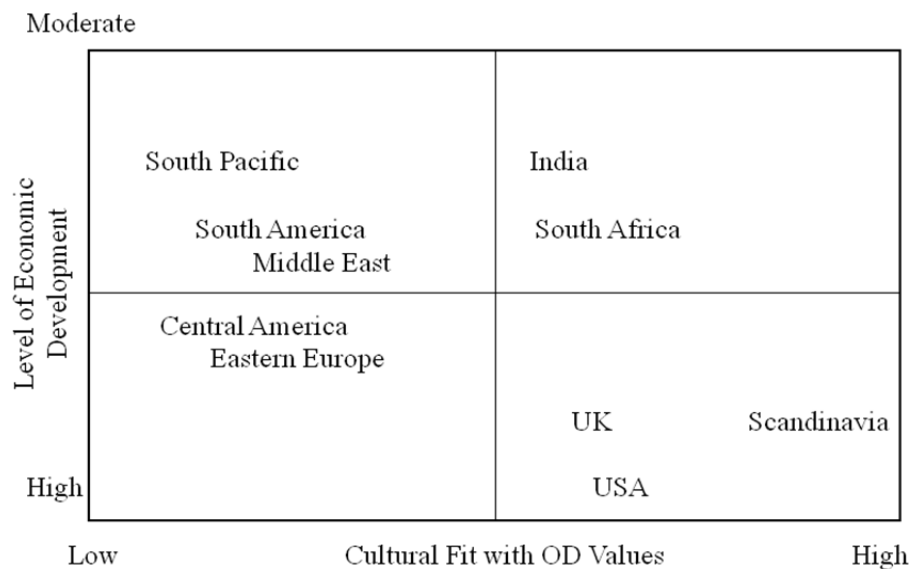 Moderate
South Pacific
India
South America
South Africa
Middle East
Level of Economic
Development
Central America
Eastern Europe
UK
Scandinavia
High
USA
Low
Cultural Fit with OD Values
High